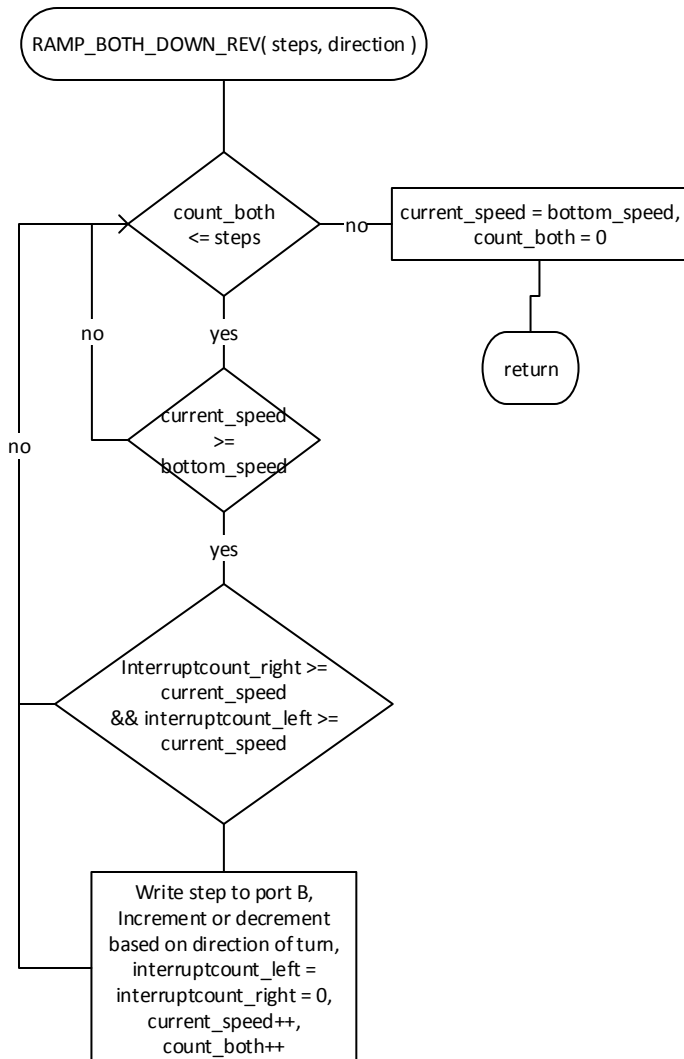 RAMP_BOTH_DOWN_REV( steps, direction )
count_both
<= steps
no
current_speed = bottom_speed,
count_both = 0
no
yes
return
current_speed
>=
bottom_speed
no
yes
Interruptcount_right >=
current_speed
&& interruptcount_left >=
current_speed
Write step to port B,
Increment or decrement
based on direction of turn,
interruptcount_left =
interruptcount_right = 0,
current_speed++,
count_both++